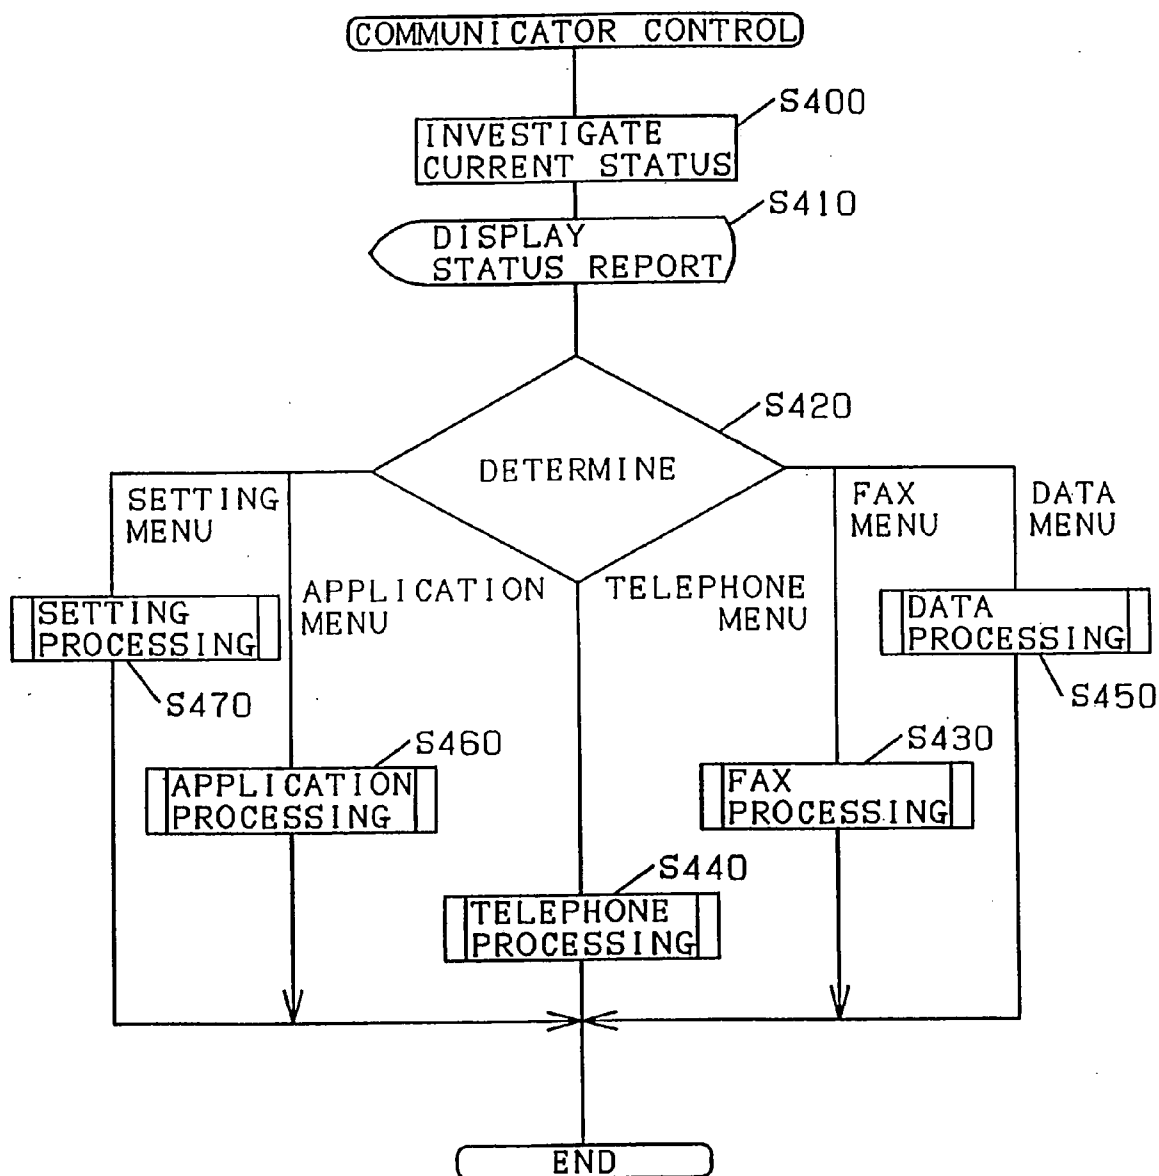 COMMUNICATOR CONTROL
S400
INVESTIGATE
CURRENT STATUS
S410
DISPLAY
STATUS REPORT
S420
DETERMINE
SETTING
MENU
FAX
MENU
DATA
MENU
APPLICATION
MENU
TELEPHONE
MENU
SETTING
PROCESSING
S470
DATA
PROCESSING
S450
S460
APPLICATION
PROCESSING
S430
FAX
PROCESSING
S440
TELEPHONE
PROCESSING
END